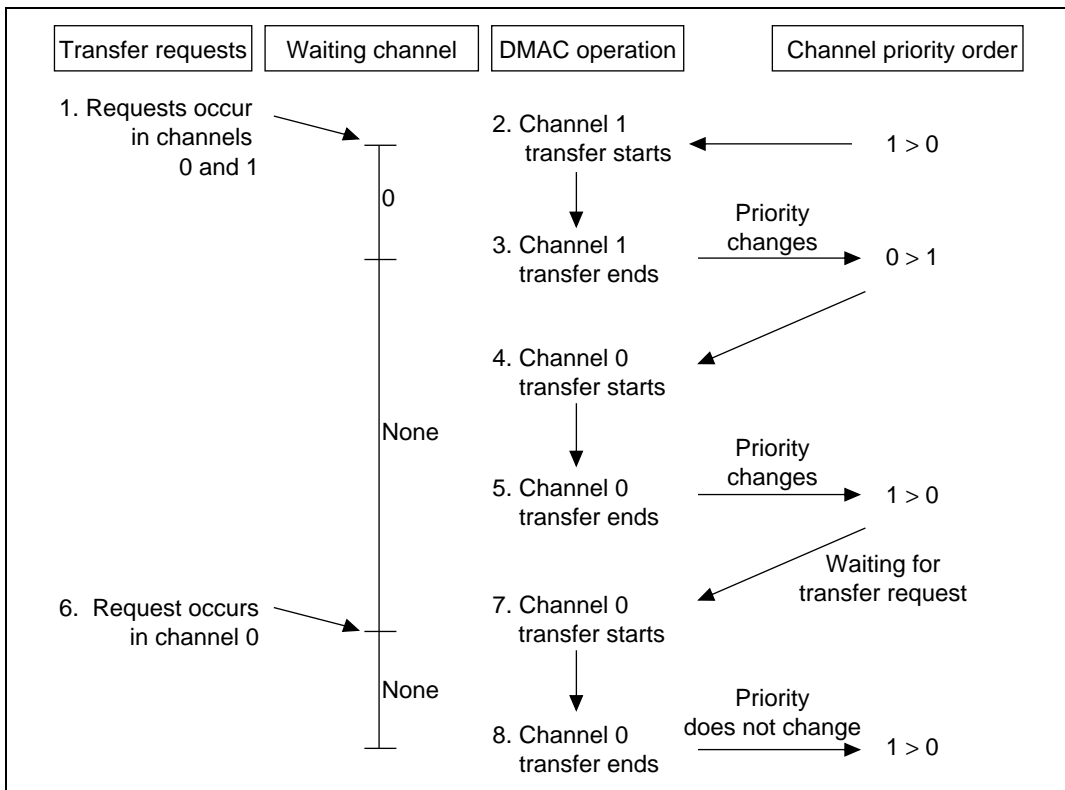 Transfer requests
Waiting channel
DMAC operation
Channel priority order
1. Requests occur
in channels
0 and 1
0
2. Channel 1
transfer starts
1 > 0
3. Channel 1
transfer ends
Priority
changes
0 > 1
4. Channel 0
transfer starts
None
5. Channel 0
transfer ends
Priority
changes
1 > 0
Waiting for
transfer request
6. Request occurs
in channel 0
7. Channel 0
transfer starts
None
8. Channel 0
transfer ends
Priority
does not change
1 > 0